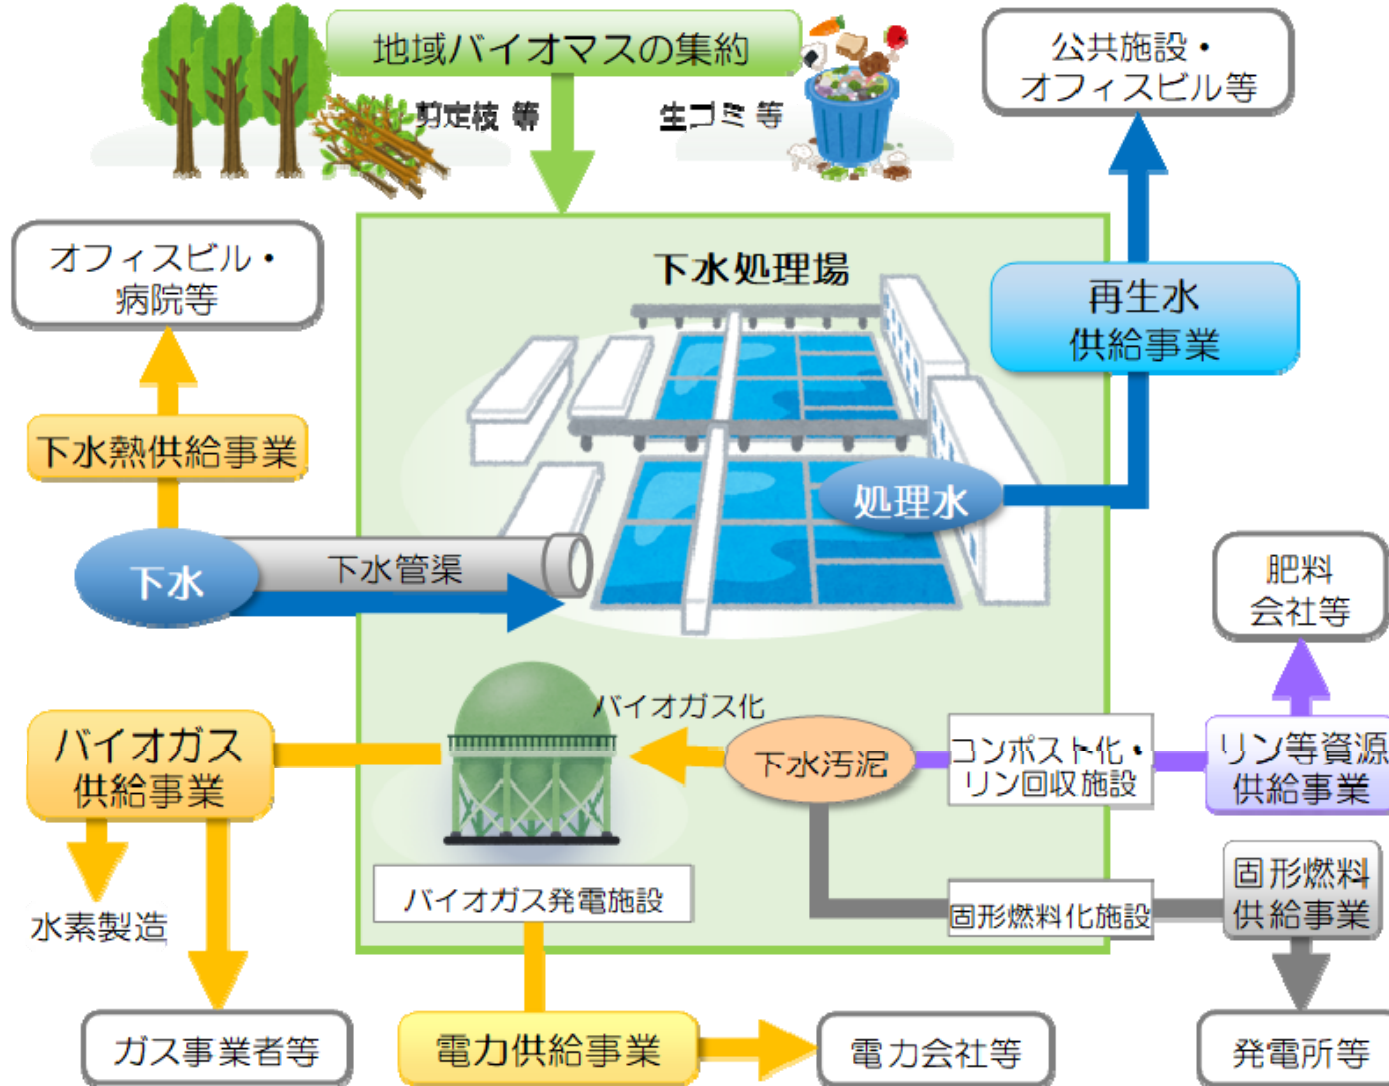 地域バイオマスの集約
剪定枝 等
生ゴミ 等
公共施設・
オフィスビル等
オフィスビル・
病院等
下水処理場
再生水
供給事業
下水熱供給事業
処理水
下水
下水管渠
肥料
会社等
バイオガス化
バイオガス
供給事業
下水汚泥
コンポスト化・
リン回収施設
リン等資源
供給事業
水素製造
バイオガス発電施設
固形燃料化施設
固形燃料
供給事業
ガス事業者等
電力供給事業
電力会社等
発電所等